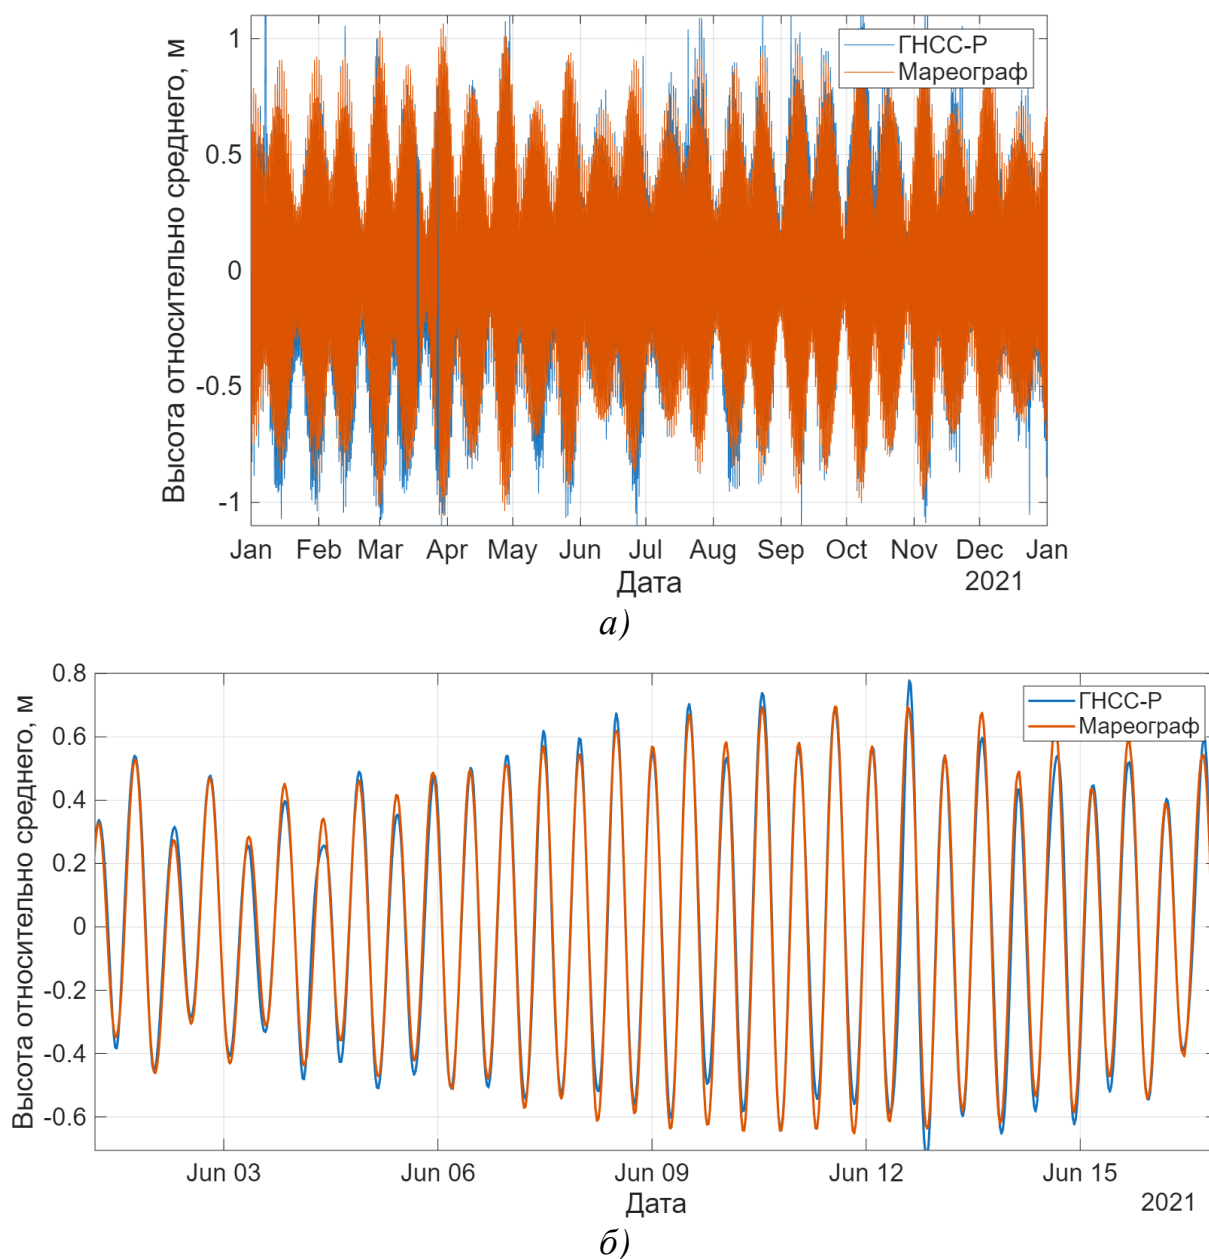 Высота относительно среднего, м
1
0.5
0
-0.5
-1
ГНСС-Р
Мареограф
Jan Feb Mar Apr May Jun Jul Aug Sep Oct Nov Dec Jan
Дата
2021
а)
Высота относительно среднего, м
0.8
0.6
0.4
0.2
0
-0.2
-0.4
-0.6
ГНСС-Р
Мареограф
Jun 03 Jun 06 Jun 09 Jun 12 Jun 15
Дата
2021
б)